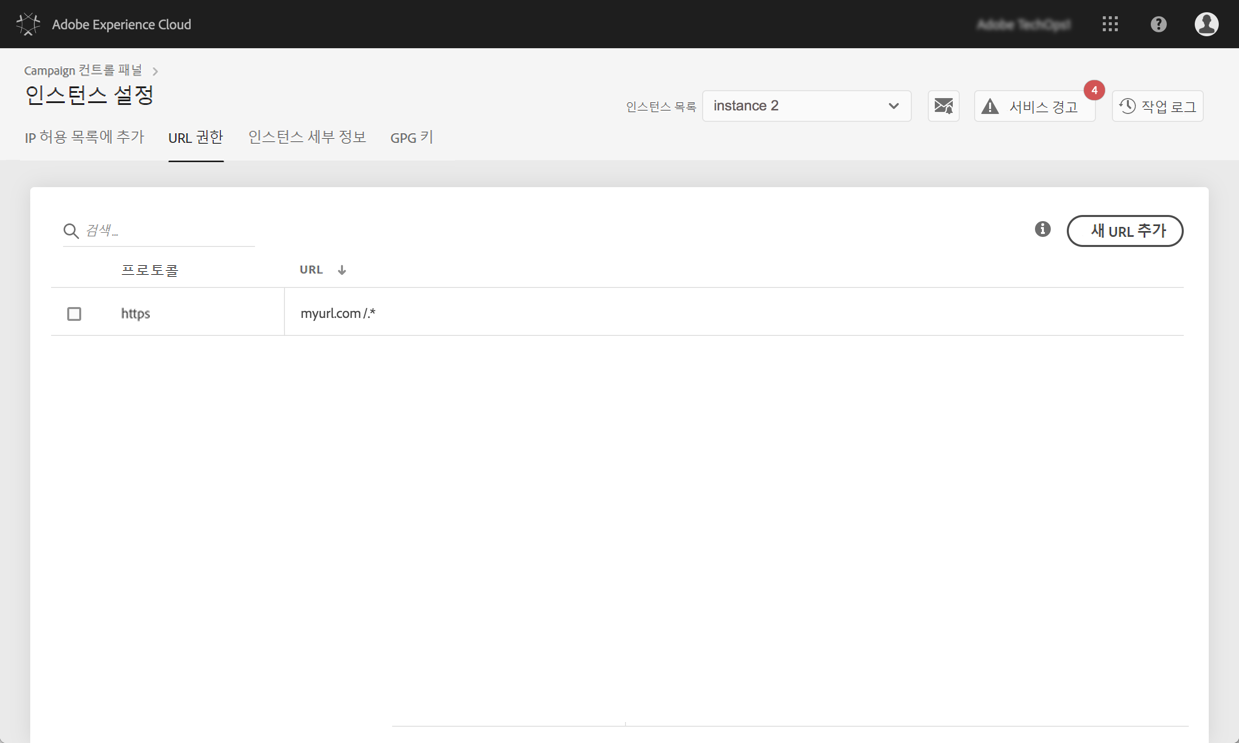 Adobe Experience Cloud
Adobe TechOps1
Campaign 컨트롤 패널
인스턴스 설정
인스턴스 목록 instance 2 서비스 경고 4 작업 로그
IP 허용 목록에 추가 URL 권한 인스턴스 세부 정보 GPG 키
검색_
새 URL 추가
프로토콜 URL
https myurl.com/.*